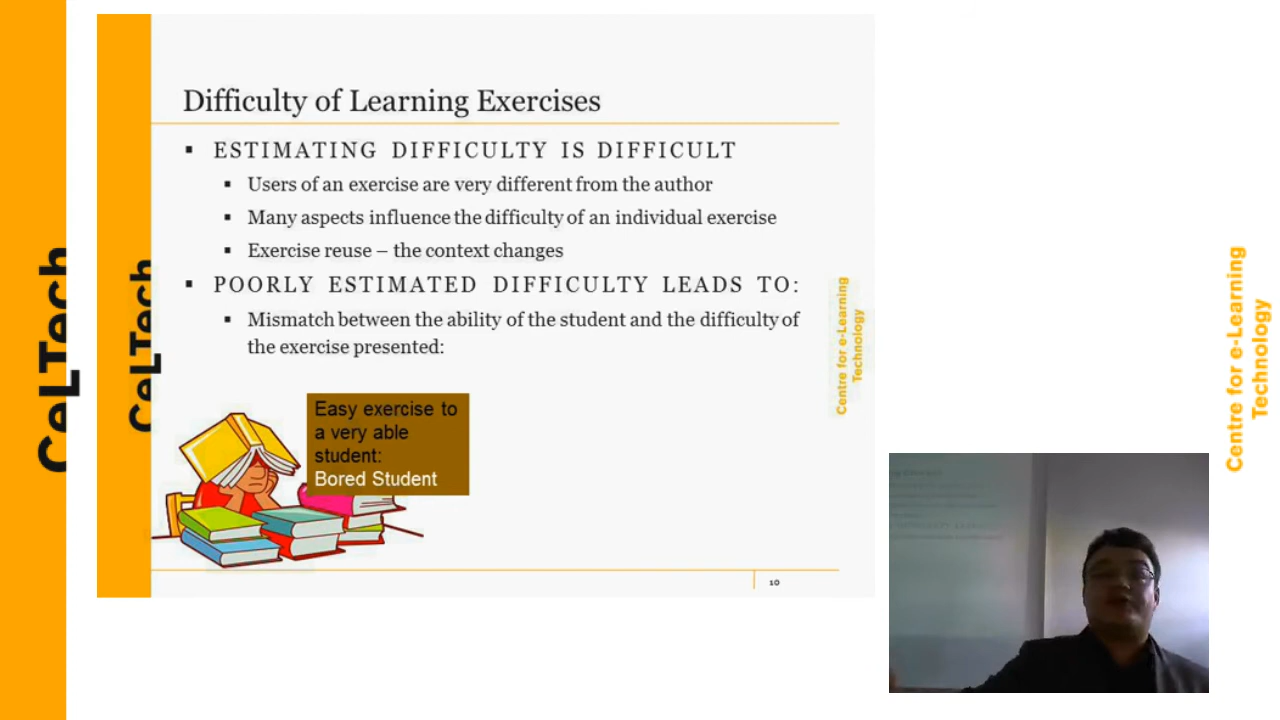 Difficulty of Learning Exercises
ESTIMATING DIFFICULTY IS DIFFICULT
Users of an exercise are very different from the author
Many aspects influence the difficulty of an individual exercise
Exercise reuse – the context changes
POORLY ESTIMATED DIFFICULTY LEADS TO:
Mismatch between the ability of the student and the difficulty of
the exercise presented:
Easy exercise to
a very able
student:
Bored Student
10
CeLTech
CeLTech
Centre for e-Learning
Technology
Centre for e-Learning
Technology